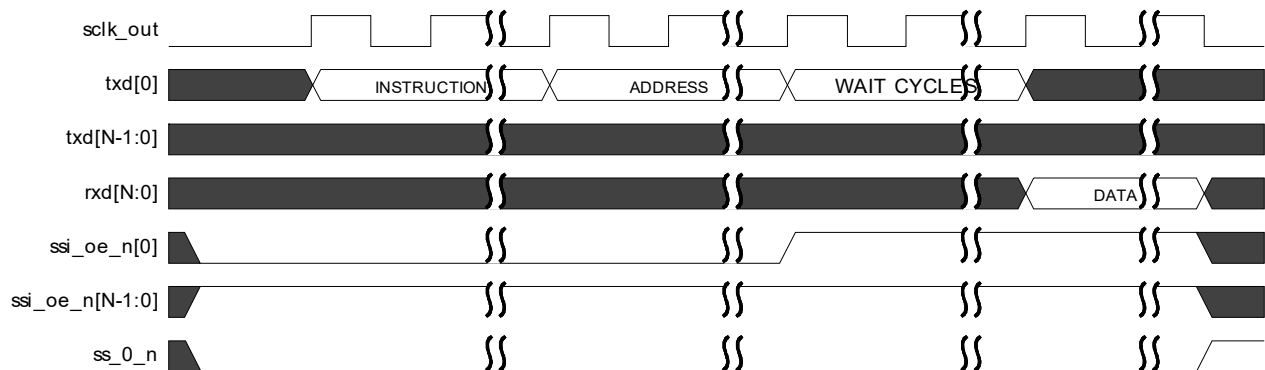 sclk_out
txd[0] INSTRUCTION ADDRESS WAIT CYCLES
txd[N-1:0]
rxd[N:0] DATA
ssi_oe_n[0]
ssi_oe_n[N-1:0]
ss_0_n